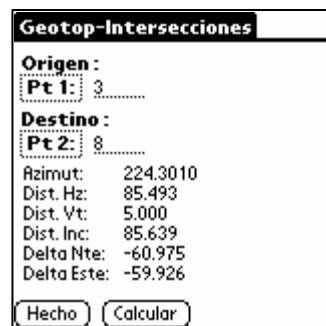 Geotop-Intersecciones
Origen :
Pt 1: 3
Destino :
Pt 2: 8
Azimut: 224.3010
Dist. Hz: 85.493
Dist. Vt: 5.000
Dist. Inc: 85.639
Delta Nte: -60.975
Delta Este: -59.926
Hecho Calcular